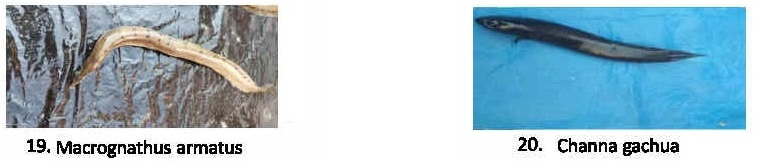 19. Macrognathus armatus
20. Channa gachua